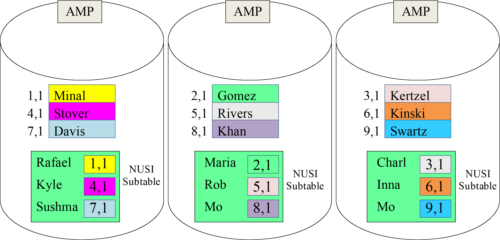 AMP
1,1 Minal
4,1 Stover
7,1 Davis
Rafael 1,1
Kyle 4,1
Sushma 7,1
NUSI
Subtable
AMP
2,1 Gomez
5,1 Rivers
8,1 Khan
Maria 2,1
Rob 5,1
Mo 8,1
NUSI
Subtable
AMP
3,1 Kertzel
6,1 Kinski
9,1 Swartz
Charl 3,1
Inna 6,1
Mo 9,1
NUSI
Subtable